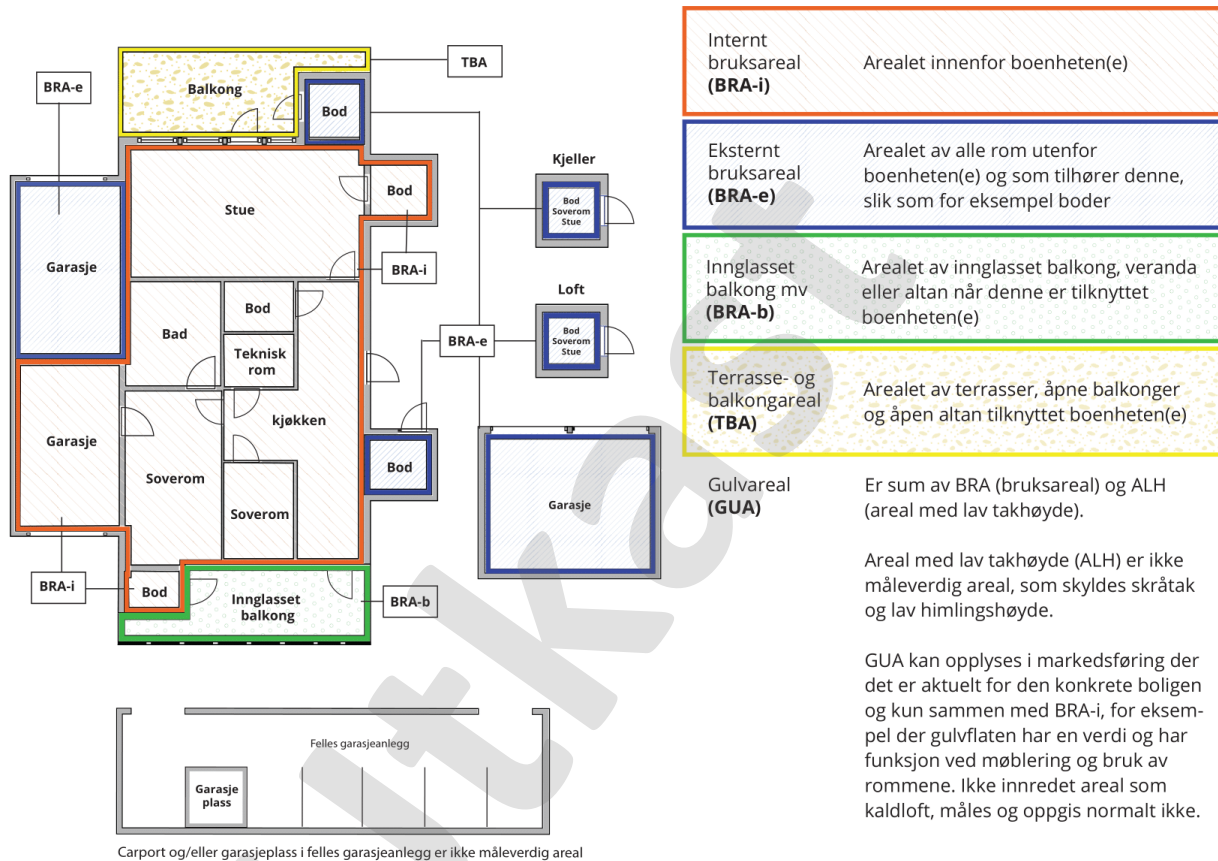 TBA
BRA-e
Balkong
Bod
Kjeller
Stue
Bod
Bod
Soverom
Stue
BRA-i
Garasje
Loft
Bod
Bad
Teknisk
rom
BRA-e
Bod
Soverom
Stue
Garasje
kjøkken
Soverom
Bod
Garasje
Soverom
BRA-i
Bod
Innglasset
balkong
BRA-b
Felles garasjeanlegg
Garasje
plass
Carport og/eller garasjeplass i felles garasjeanlegg er ikke måleverdig areal
Internt
bruksareal
(BRA-i)
Arealet innenfor boenheten(e)
Eksternt
bruksareal
(BRA-e)
Arealet av alle rom utenfor
boenheten(e) og som tilhører denne,
slik som for eksempel boder
Innglasset
balkong mv
(BRA-b)
Arealet av innglasset balkong, veranda
eller altan når denne er tilknyttet
boenheten(e)
Terrasse- og
balkongareal
(TBA)
Arealet av terrasser, åpne balkonger
og åpen altan tilknyttet boenheten(e)
Gulvareal
(GUA)
Er sum av BRA (bruksareal) og ALH
(areal med lav takhøyde).
Areal med lav takhøyde (ALH) er ikke
måleverdig areal, som skyldes skråtak
og lav himlingshøyde.
GUA kan opplyses i markedsføring der
det er aktuelt for den konkrete boligen
og kun sammen med BRA-i, for eksem-
pel der gulvflaten har en verdi og har
funksjon ved møblering og bruk av
rommene. Ikke innredet areal som
kaldloft, måles og oppgis normalt ikke.
ltkast